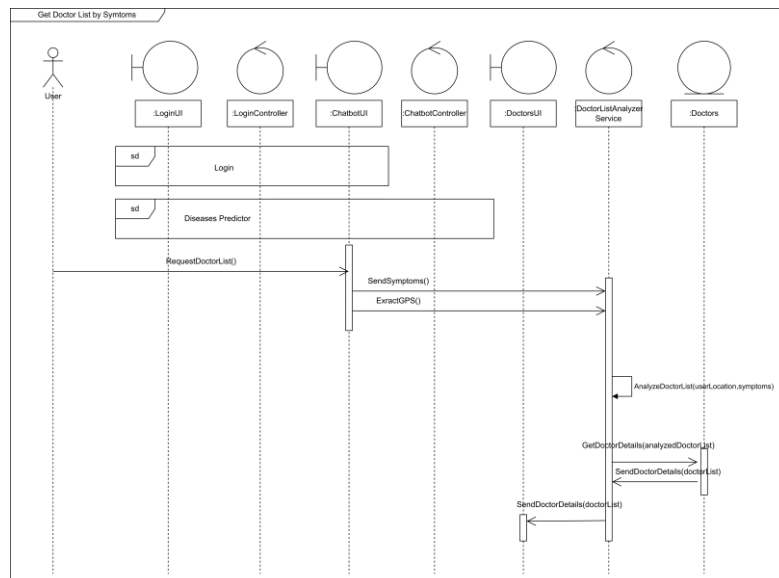 Get Doctor List by Symtoms
User
:LoginUI
:LoginController
:ChatbotUI
:ChatbotController
:DoctorsUI
:DoctorListAnalyzer
Service
:Doctors
sd
Login
sd
Diseases Predictor
RequestDoctorList()
SendSymptoms()
ExractGPS()
AnalyzeDoctorList(userLocation,symptoms)
GetDoctorDetails(analyzedDoctorList)
SendDoctorDetails(doctorList)
SendDoctorDetails(doctorList)